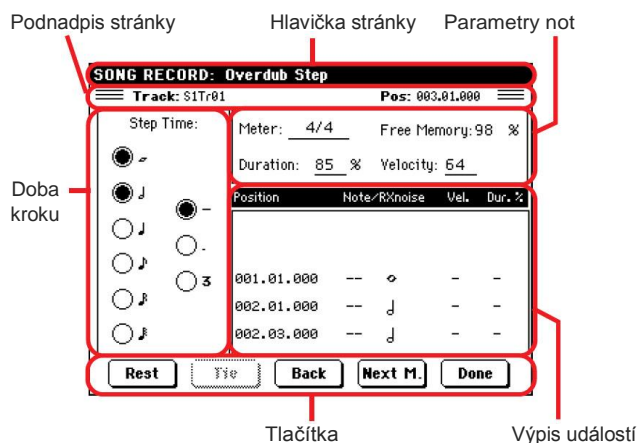 Podnadpis stránky
Hlavička stránky
Parametry not
SONG RECORD: Overdub Step
Track: S1Tr01
Pos: 003.01.000
Step Time:
Meter: 4/4
Free Memory: 98 %
Duration: 85 %
Velocity: 64
Doba
kroku
Position Note/RXnoise Vel. Dur.%
3
001.01.000 -- - -
002.01.000 -- - -
002.03.000 -- - -
Rest Tie Back Next M. Done
Tlačítka
Výpis událostí